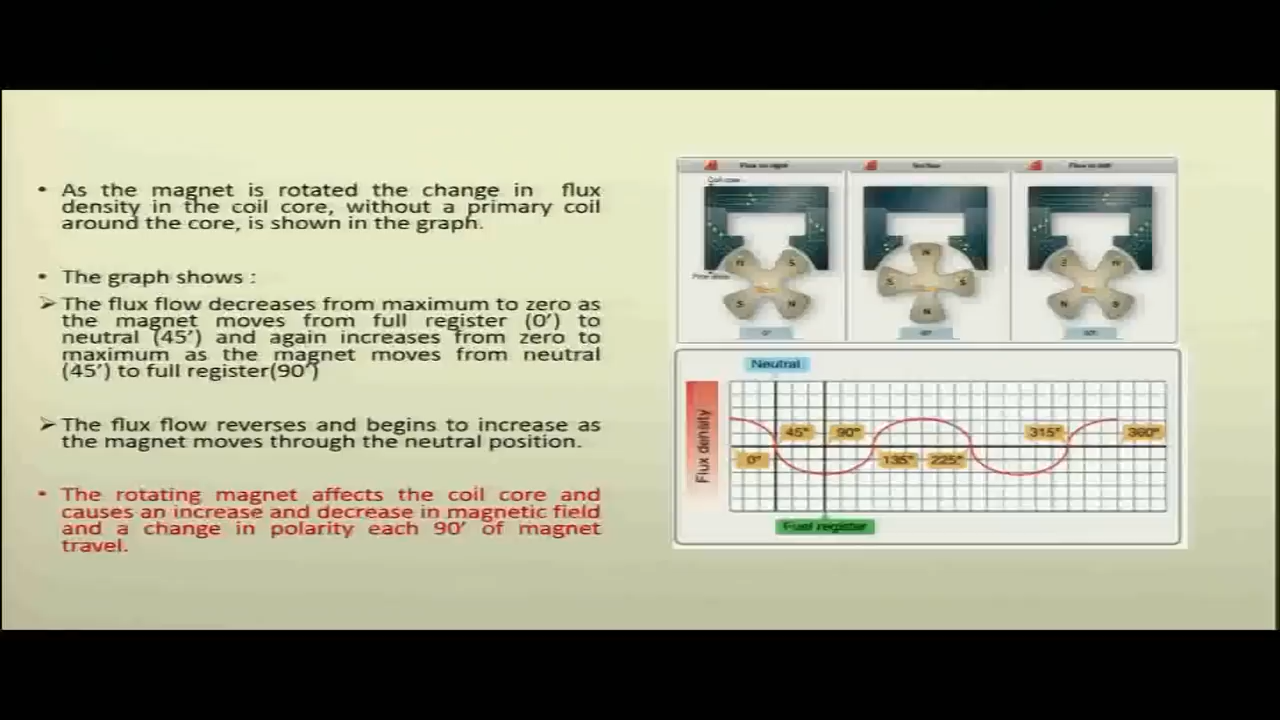 • As the magnet is rotated the change in flux
density in the coil core, without a primary coil
around the core, is shown in the graph.
• The graph shows :
➢ The flux flow decreases from maximum to zero as
the magnet moves from full register (0’) to
neutral (45’) and again increases from zero to
maximum as the magnet moves from neutral
(45’) to full register(90’)
➢ The flux flow reverses and begins to increase as
the magnet moves through the neutral position.
• The rotating magnet affects the coil core and
causes an increase and decrease in magnetic field
and a change in polarity each 90’ of magnet
travel.
N S S N
N S S N
S N N S
Neutral
Flux density
45° 90° 315° 360°
0° 135° 225°
Fuel register